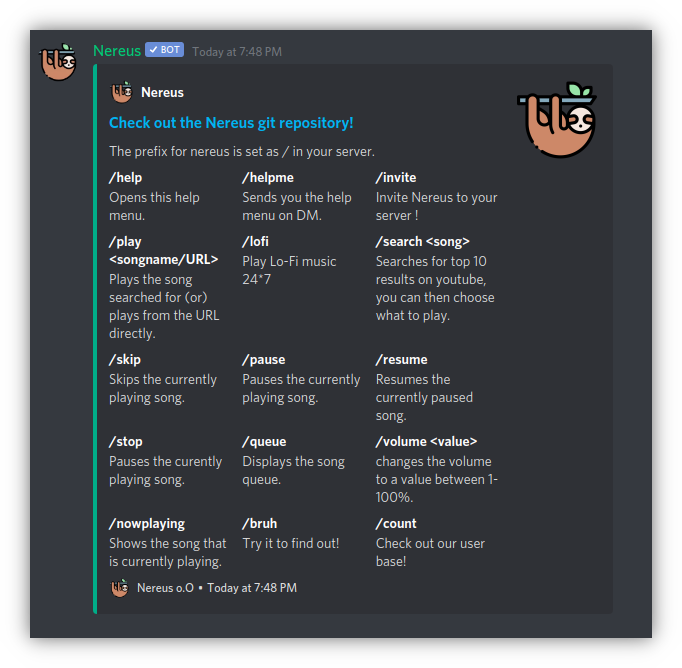 Nereus BOT Today at 7:48 PM
Nereus
Check out the Nereus git repository!
The prefix for nereus is set as / in your server.
/help
Opens this help
menu.
/helpme
Sends you the help
menu on DM.
/invite
Invite Nereus to your
server !
/play
<songname/URL>
Plays the song
searched for (or)
plays from the URL
directly.
/lofi
Play Lo-Fi music
24*7
/search <song>
Searches for top 10
results on youtube,
you can then choose
what to play.
/skip
Skips the currently
playing song.
/pause
Pauses the currently
playing song.
/resume
Resumes the
currently paused
song.
/stop
Pauses the curently
playing song.
/queue
Displays the song
queue.
/volume <value>
changes the volume
to a value between 1-
100%.
/nowplaying
Shows the song that
is currently playing.
/bruh
Try it to find out!
/count
Check out our user
base!
Nereus o.O • Today at 7:48 PM